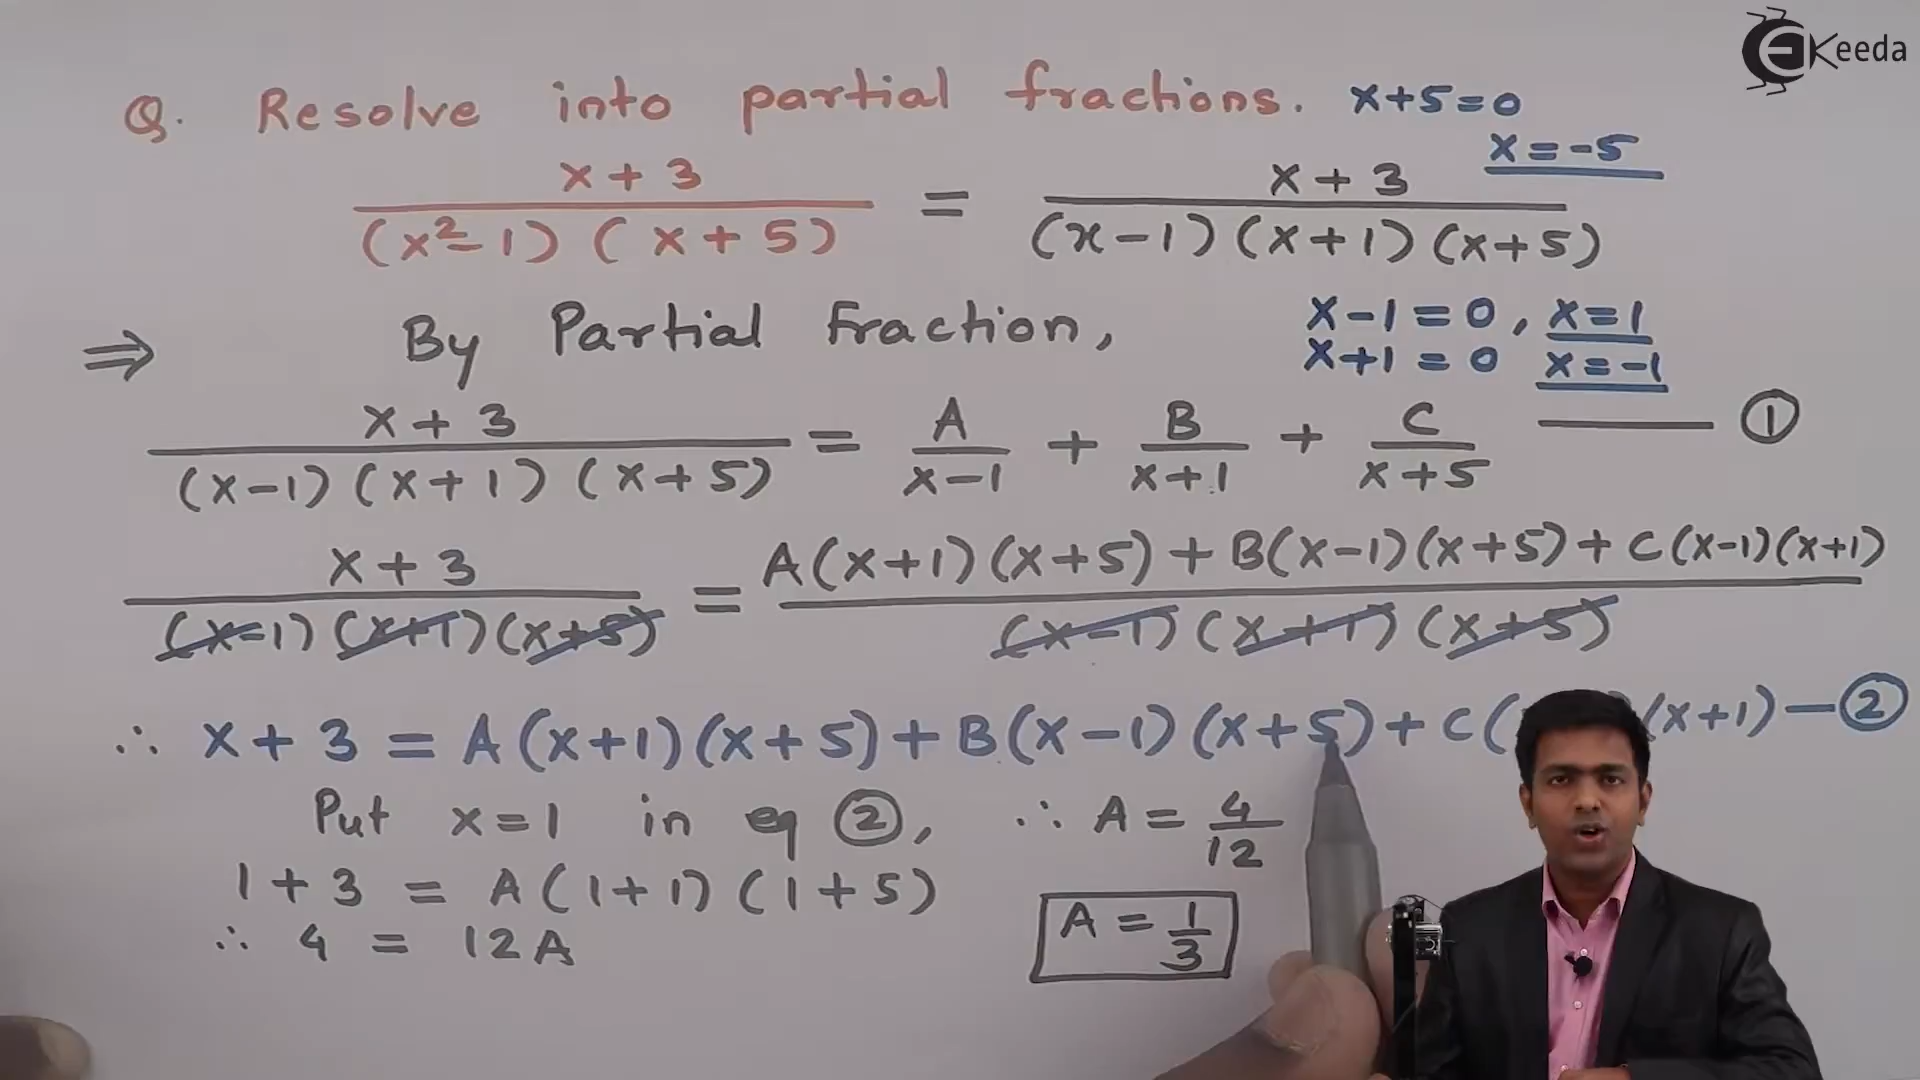 EKeeda
Q. Resolve into partial fractions. x+5=0
x=-5
x+3 / (x²-1)(x+5) = x+3 / (x-1)(x+1)(x+5)
⇒ By Partial Fraction,
x-1=0, x=1
x+1=0 x=-1
x+3 / (x-1)(x+1)(x+5) = A / x-1 + B / x+1 + C / x+5 —— ①
x+3 / (x-1)(x+1)(x+5) = A(x+1)(x+5)+B(x-1)(x+5)+C(x-1)(x+1) / (x-1)(x+1)(x+5)
∴ x+3 = A(x+1)(x+5)+B(x-1)(x+5)+C( (x+1) — ②
Put x=1 in eq ②, ∴ A = 4/12
1+3 = A(1+1)(1+5)
∴ 4 = 12A
A = 1/3